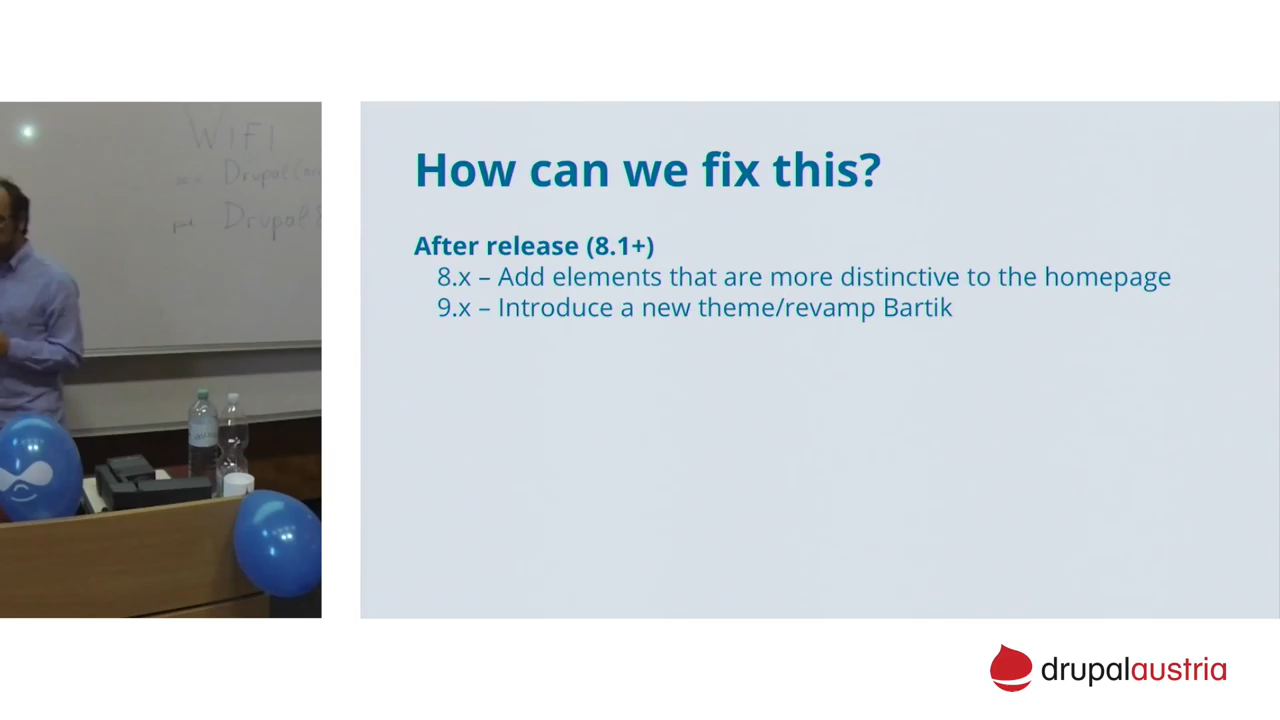 WIFI
Drupal
How can we fix this?
After release (8.1+)
8.x – Add elements that are more distinctive to the homepage
9.x – Introduce a new theme/revamp Bartik
drupalaustria